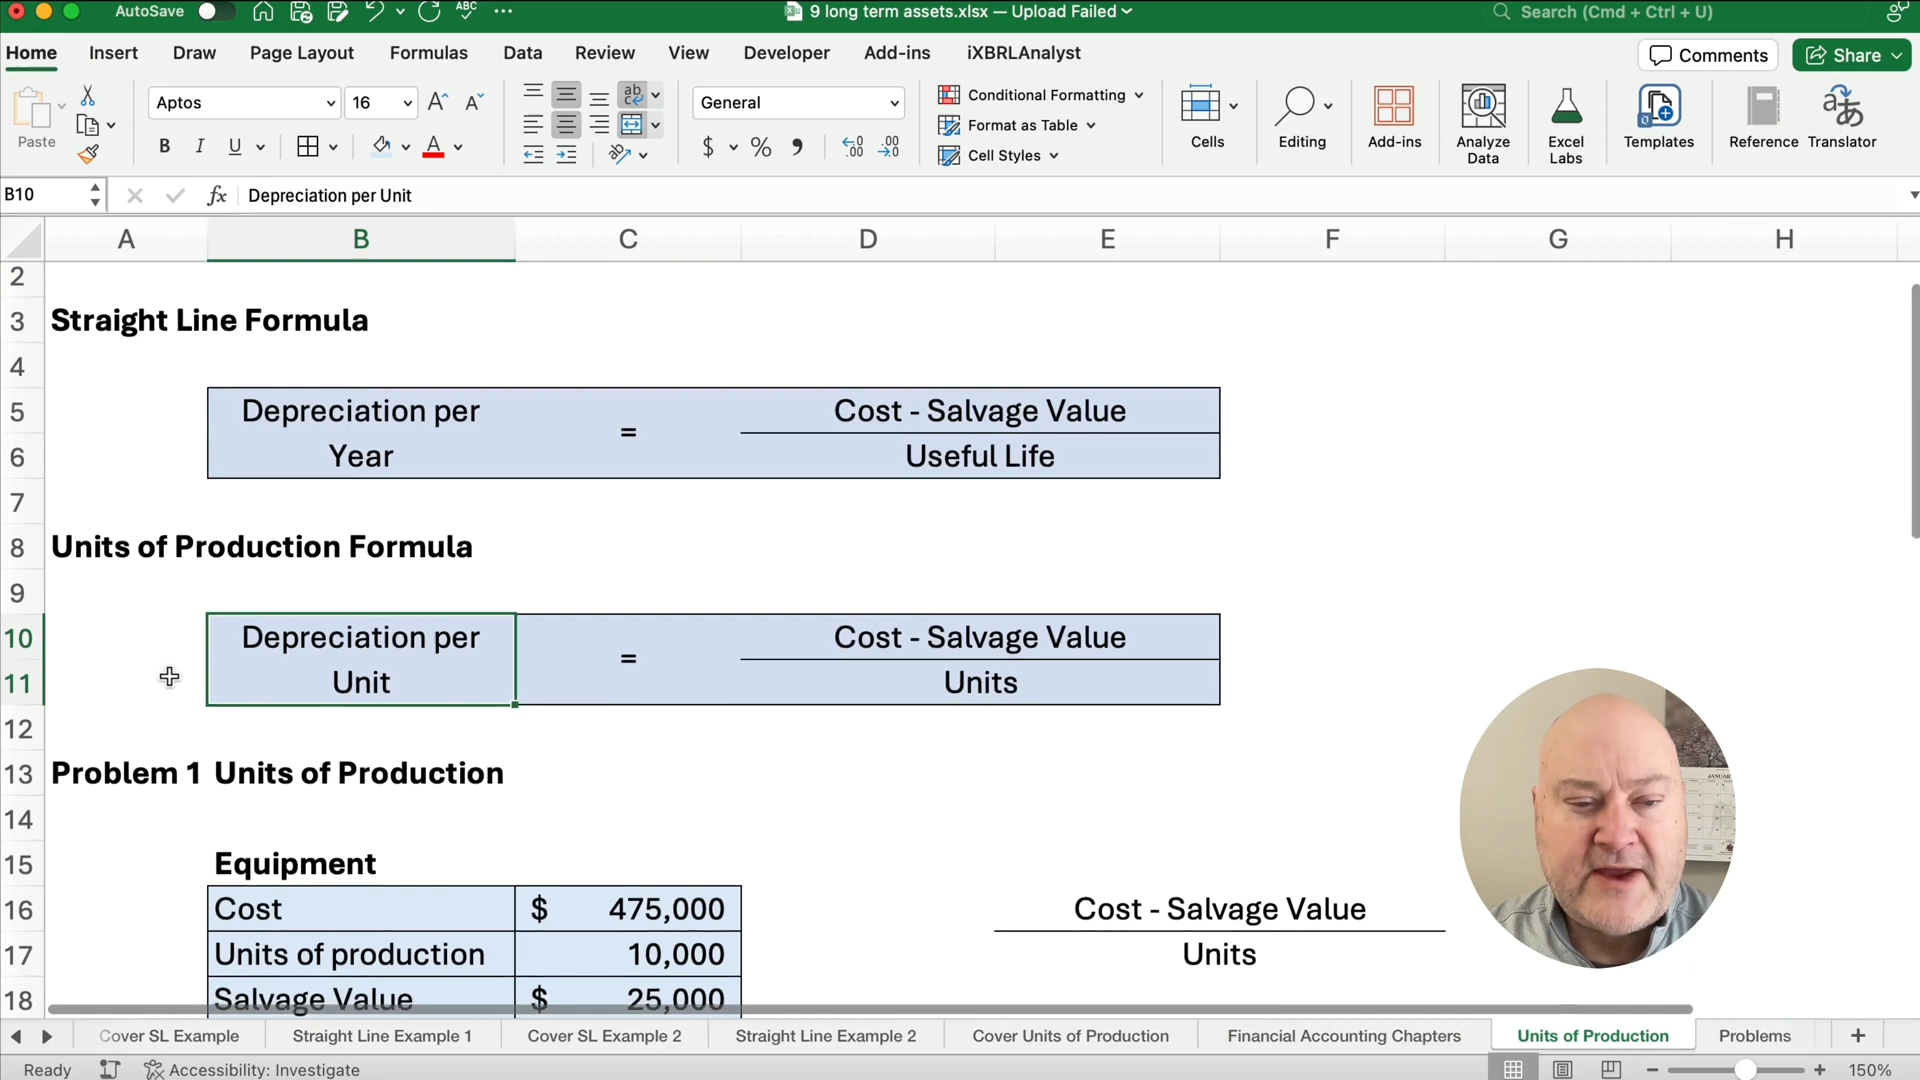 AutoSave ABC 9 long term assets.xlsx — Upload Failed Search (Cmd + Ctrl + U)
Home Insert Draw Page Layout Formulas Data Review View Developer Add-ins iXBRLAnalyst Comments Share
Paste Aptos 16 General Conditional Formatting Format as Table Cell Styles Cells Editing Add-ins Analyze Data Excel Labs Templates Reference Translator
B10 fx Depreciation per Unit
A B C D E F G H
2
3 Straight Line Formula
4
5 Depreciation per = Cost - Salvage Value
6 Year Useful Life
7
8 Units of Production Formula
9
10 Depreciation per = Cost - Salvage Value
11 Unit Units
12
13 Problem 1 Units of Production
14
15 Equipment
16 Cost $ 475,000 Cost - Salvage Value
17 Units of production 10,000 Units
18 Salvage Value $ 25,000
Cover SL Example Straight Line Example 1 Cover SL Example 2 Straight Line Example 2 Cover Units of Production Financial Accounting Chapters Units of Production Problems +
Ready Accessibility: Investigate 150%